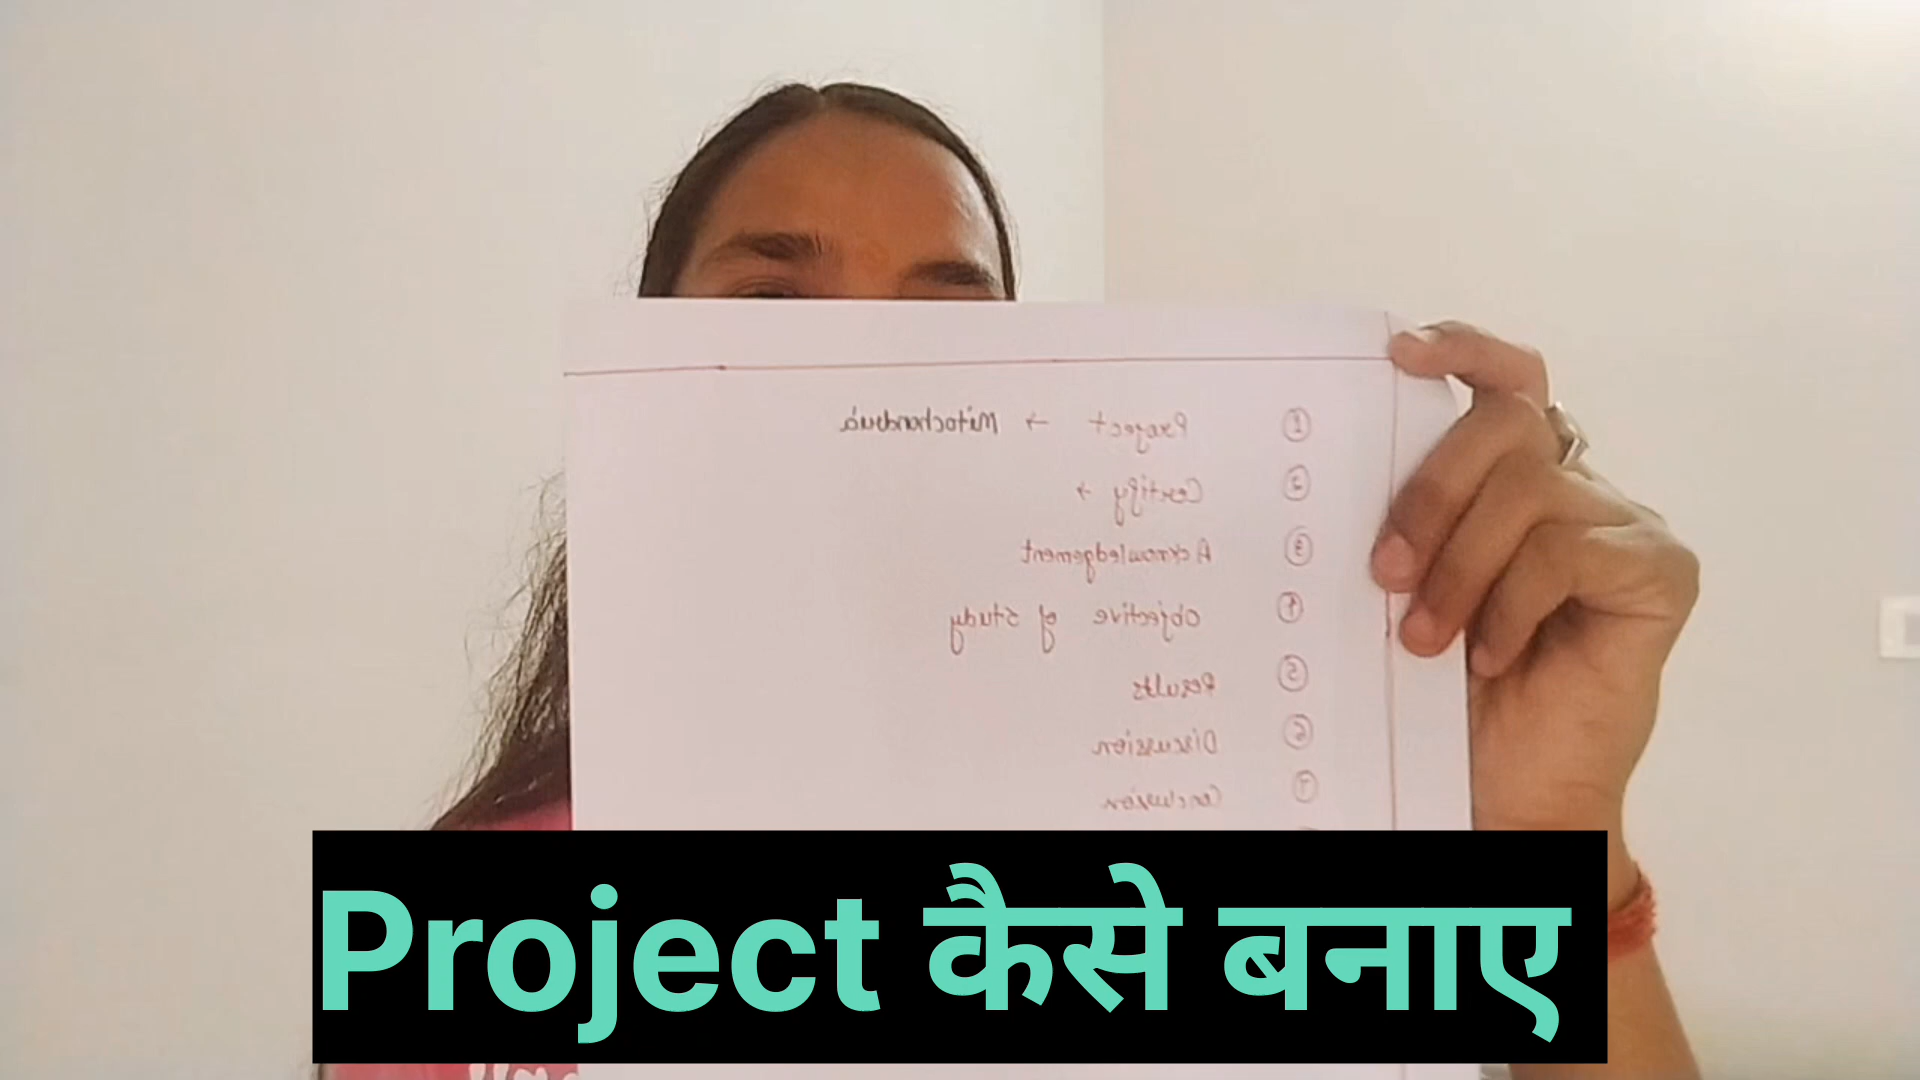 ① Project → Mitochondria
② Certify →
③ Acknowledgement
④ Objective of study
⑤ Results
⑥ Discussion
⑦ Conclusion
Project कैसे बनाए